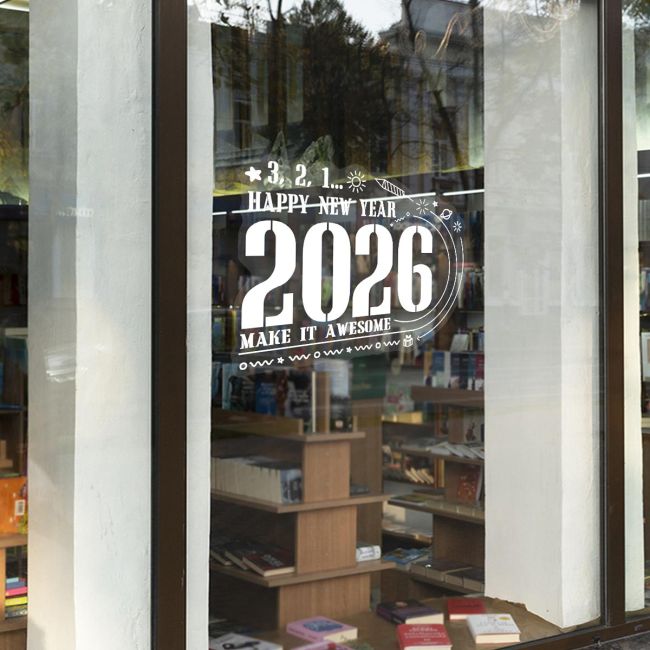 3, 2, 1...
HAPPY NEW YEAR
2026
MAKE IT AWESOME